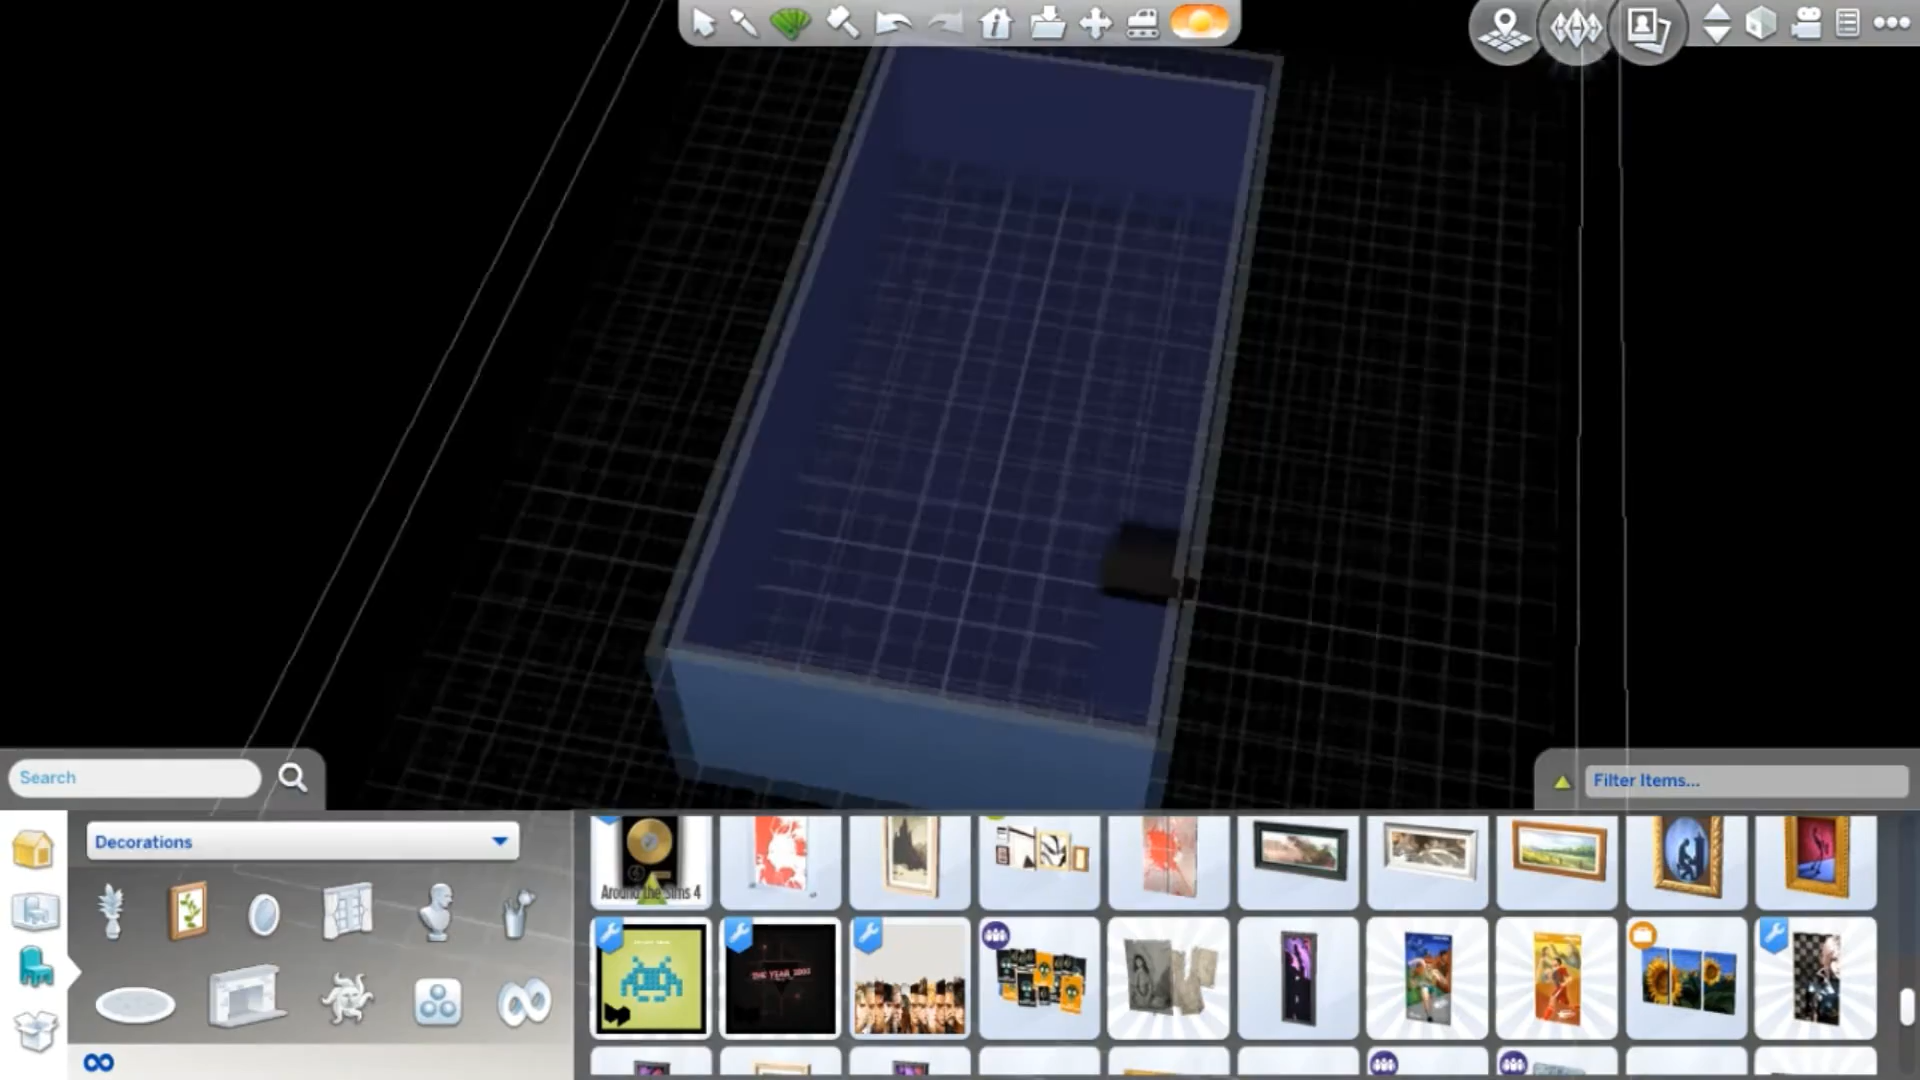 Search
Filter Items...
Decorations
Around the Sims 4
THE YEAR 3000